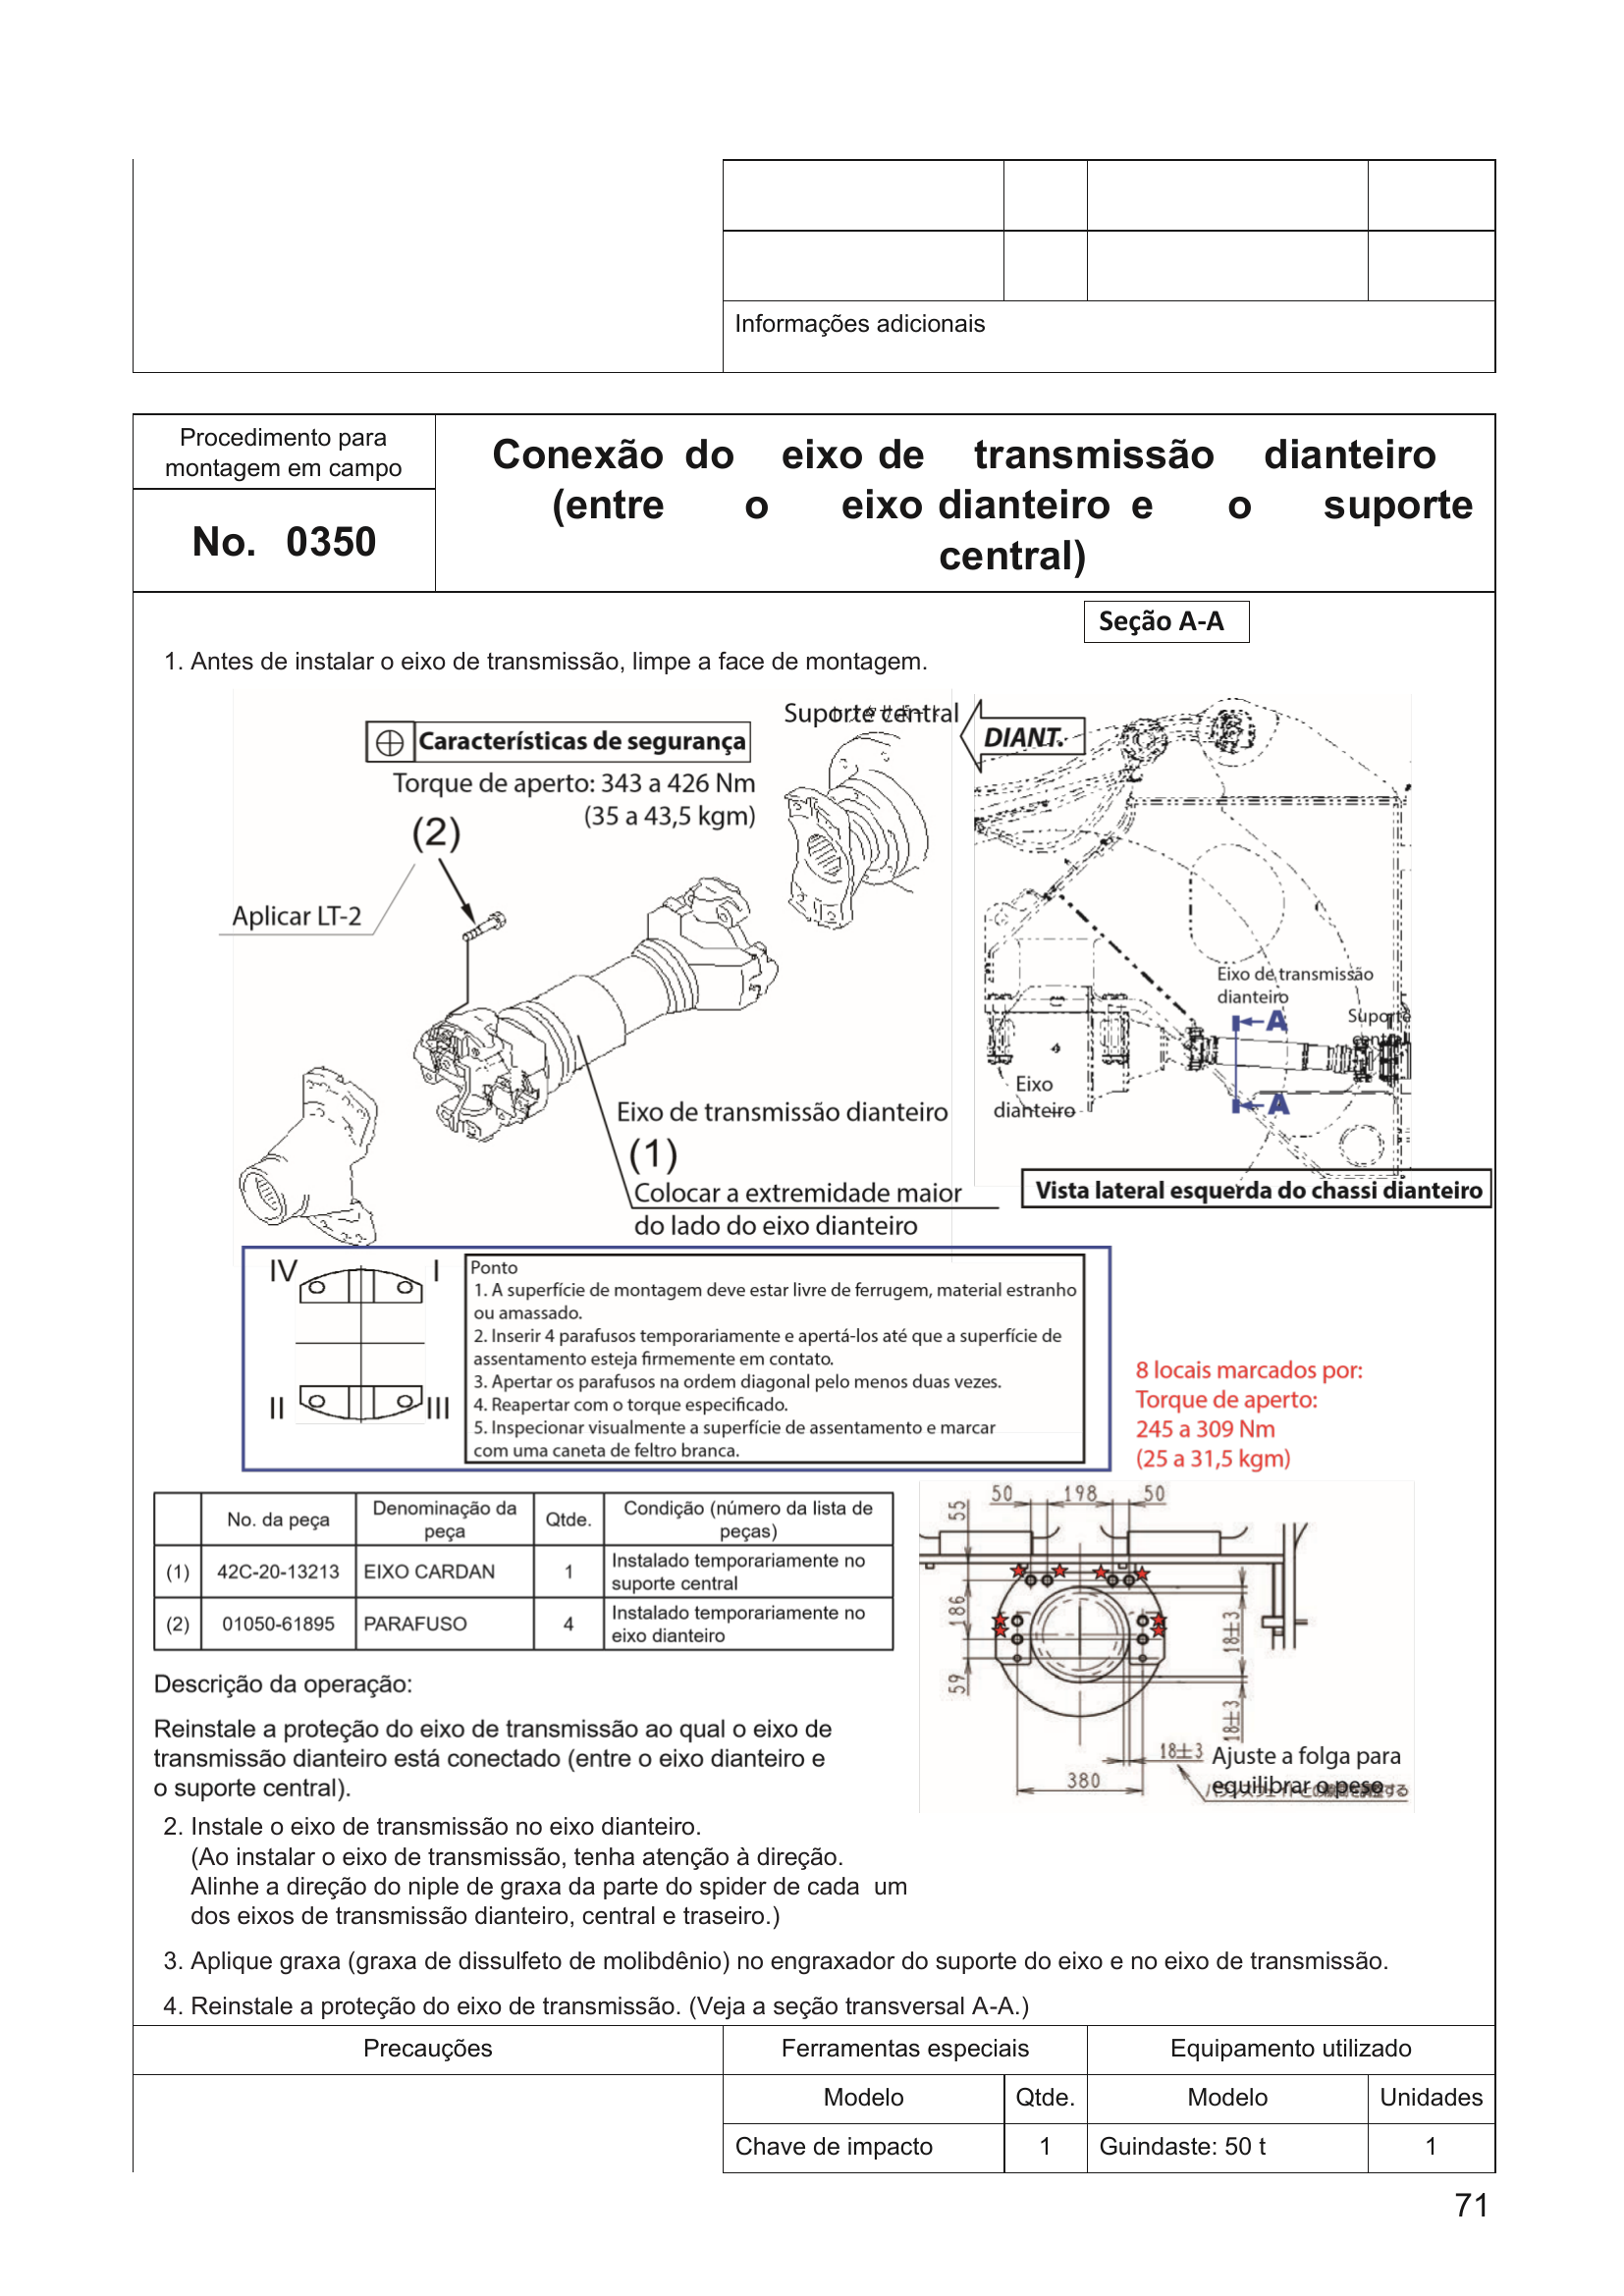 Informações adicionais
Procedimento para
montagem em campo
No. 0350
Conexão do eixo de transmissão dianteiro
(entre o eixo dianteiro e o suporte
central)
Seção A-A
1. Antes de instalar o eixo de transmissão, limpe a face de montagem.
Suporte central
DIANT.
Características de segurança
Torque de aperto: 343 a 426 Nm
(35 a 43,5 kgm)
(2)
Aplicar LT-2
Eixo de transmissão
dianteiro
A
Suporte
central
Eixo
dianteiro
A
Eixo de transmissão dianteiro
(1)
Colocar a extremidade maior
do lado do eixo dianteiro
Vista lateral esquerda do chassi dianteiro
IV
I
II
III
Ponto
1. A superfície de montagem deve estar livre de ferrugem, material estranho
ou amassado.
2. Inserir 4 parafusos temporariamente e apertá-los até que a superfície de
assentamento esteja firmemente em contato.
3. Apertar os parafusos na ordem diagonal pelo menos duas vezes.
4. Reapertar com o torque especificado.
5. Inspecionar visualmente a superfície de assentamento e marcar
com uma caneta de feltro branca.
8 locais marcados por:
Torque de aperto:
245 a 309 Nm
(25 a 31,5 kgm)
No. da peça
Denominação da
peça
Qtde.
Condição (número da lista de
peças)
(1) 42C-20-13213 EIXO CARDAN 1 Instalado temporariamente no
suporte central
(2) 01050-61895 PARAFUSO 4 Instalado temporariamente no
eixo dianteiro
50 198 50
55
186
59
18±3
18±3
18±3
380
Ajuste a folga para
equilibrar o peso
Descrição da operação:
Reinstale a proteção do eixo de transmissão ao qual o eixo de
transmissão dianteiro está conectado (entre o eixo dianteiro e
o suporte central).
2. Instale o eixo de transmissão no eixo dianteiro.
(Ao instalar o eixo de transmissão, tenha atenção à direção.
Alinhe a direção do niple de graxa da parte do spider de cada um
dos eixos de transmissão dianteiro, central e traseiro.)
3. Aplique graxa (graxa de dissulfeto de molibdênio) no engraxador do suporte do eixo e no eixo de transmissão.
4. Reinstale a proteção do eixo de transmissão. (Veja a seção transversal A-A.)
Precauções
Ferramentas especiais
Equipamento utilizado
Modelo Qtde. Modelo Unidades
Chave de impacto 1 Guindaste: 50 t 1
71